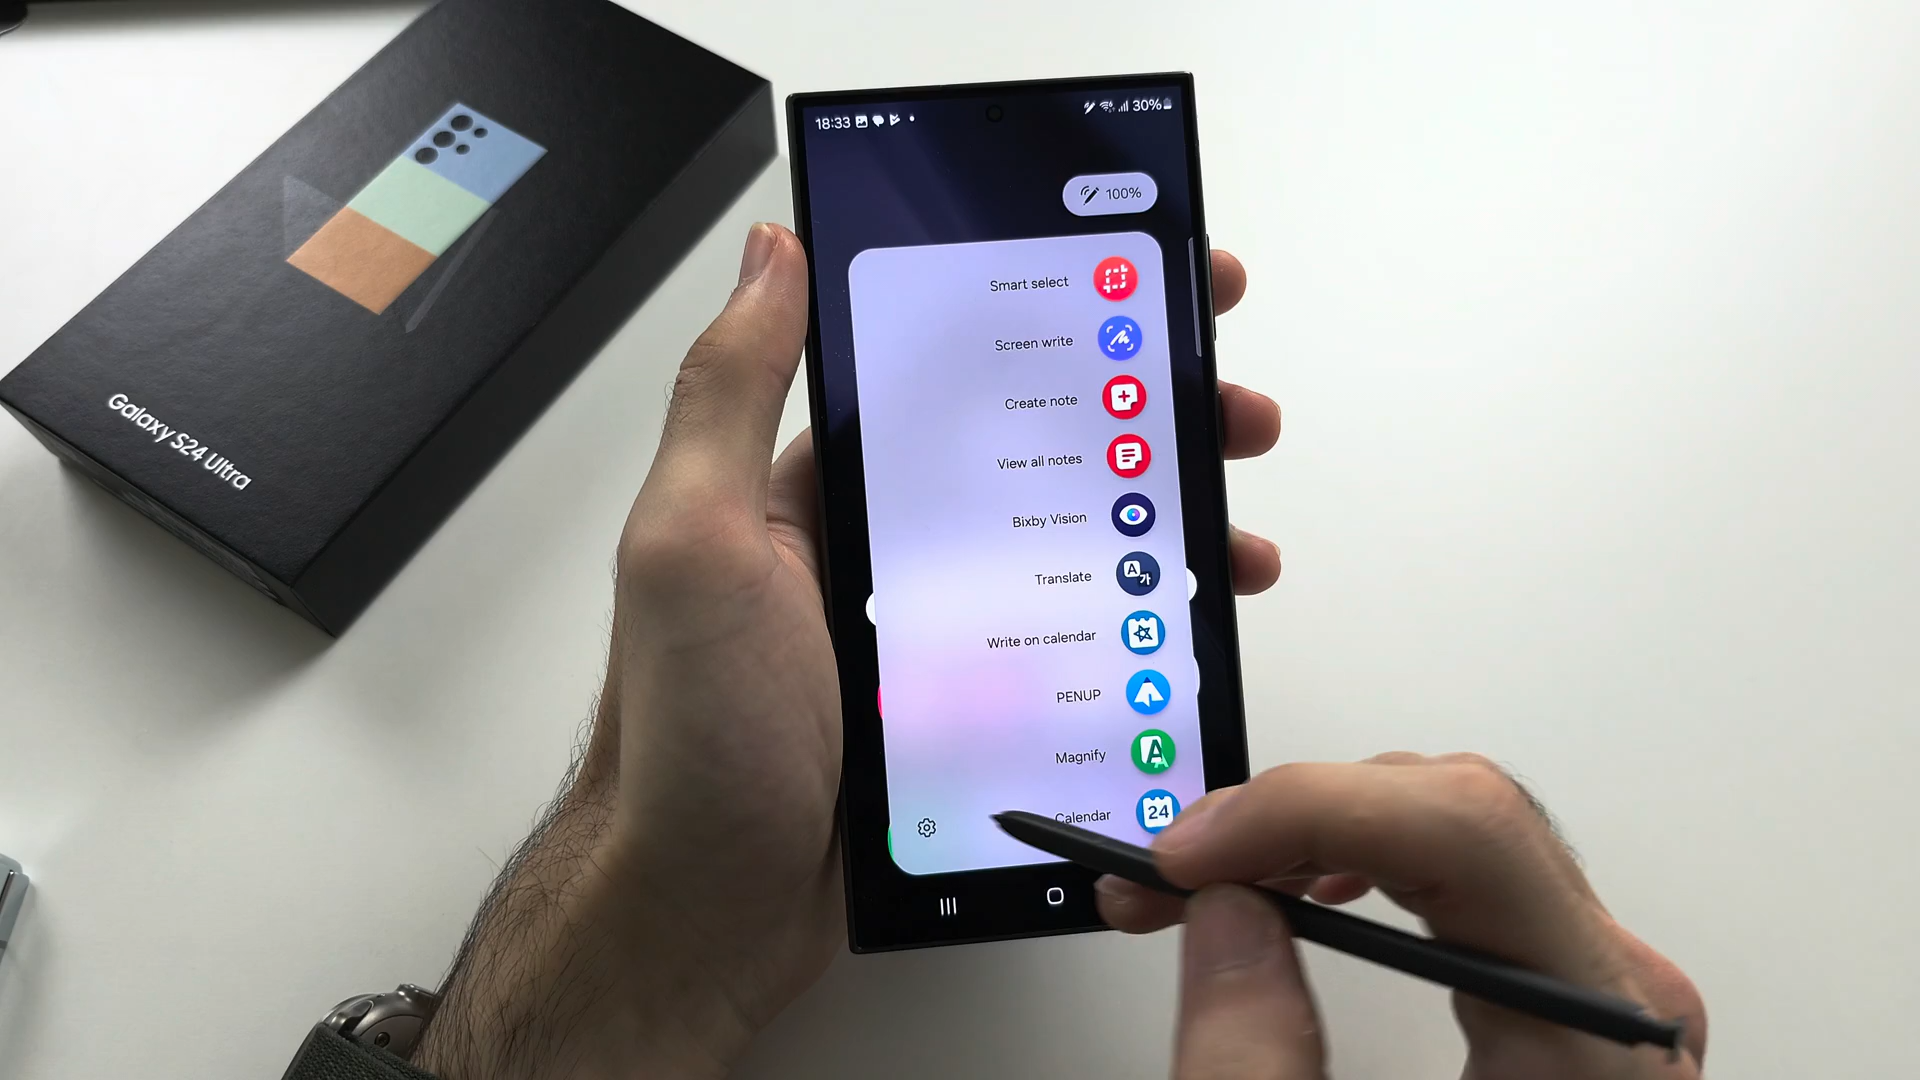 Galaxy S24 Ultra
18:33
30%
100%
Smart select
Screen write
Create note
View all notes
Bixby Vision
Translate
A 가
Write on calendar
PENUP
Magnify
A A
Calendar
24